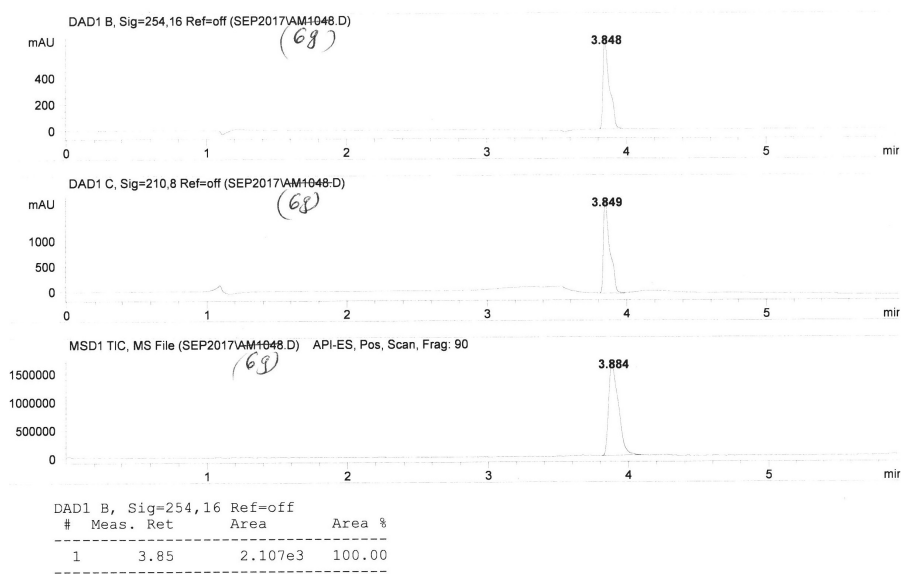 DAD1 B, Sig=254,16 Ref=off (SEP2017\AM1048.D)
(6g)
mAU
3.848
400
200
0
0 1 2 3 4 5 min
DAD1 C, Sig=210,8 Ref=off (SEP2017\AM1048.D)
(6g)
mAU
3.849
1000
500
0
0 1 2 3 4 5 min
MSD1 TIC, MS File (SEP2017\AM1048.D) API-ES, Pos, Scan, Frag: 90
(6g)
3.884
1500000
1000000
500000
0
1 2 3 4 5 min
DAD1 B, Sig=254,16 Ref=off
# Meas. Ret Area Area %
---------------------------------------
1 3.85 2.107e3 100.00
---------------------------------------